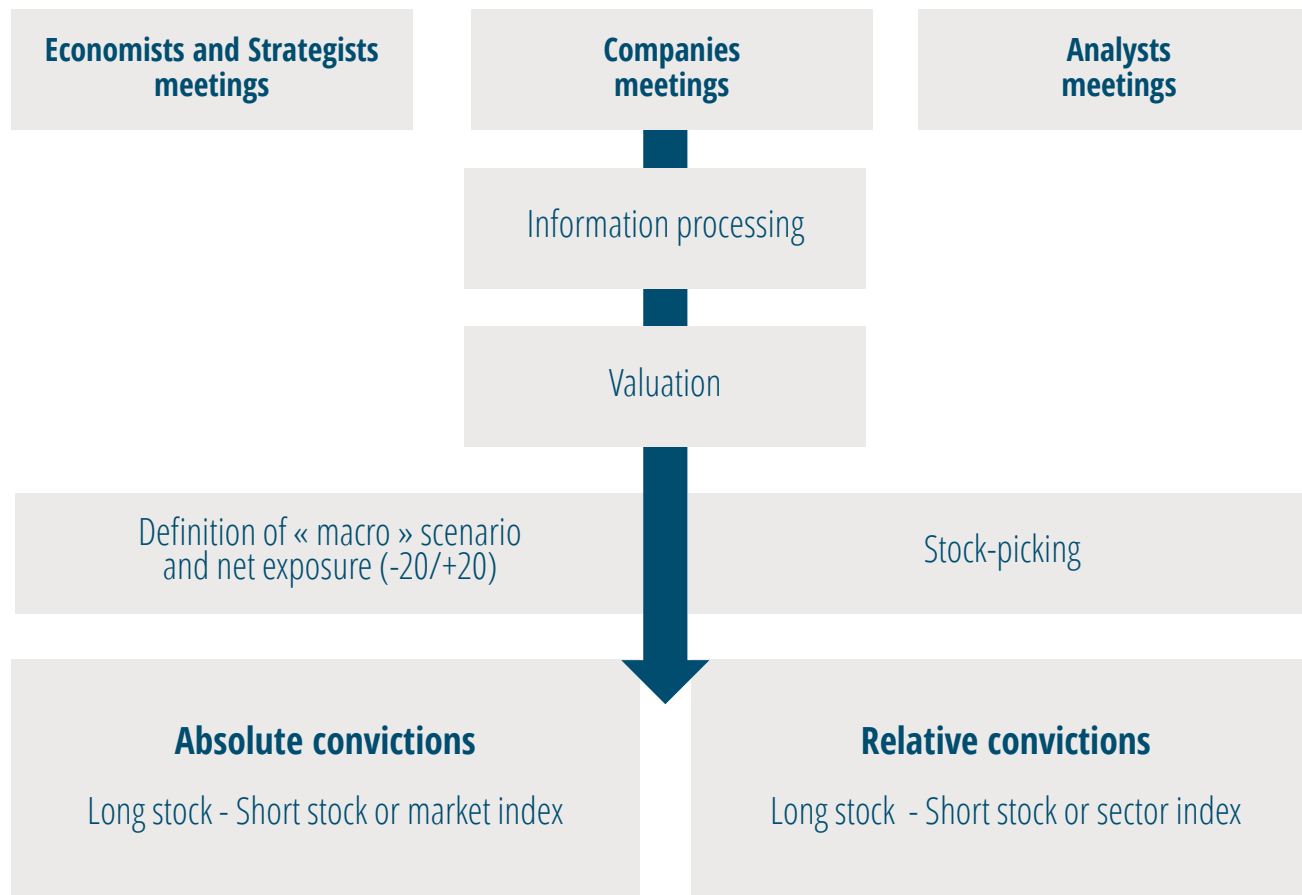 Economists and Strategists
meetings
Companies
meetings
Analysts
meetings
Information processing
Valuation
Definition of « macro » scenario
and net exposure (-20/+20)
Stock-picking
Absolute convictions
Long stock - Short stock or market index
Relative convictions
Long stock - Short stock or sector index